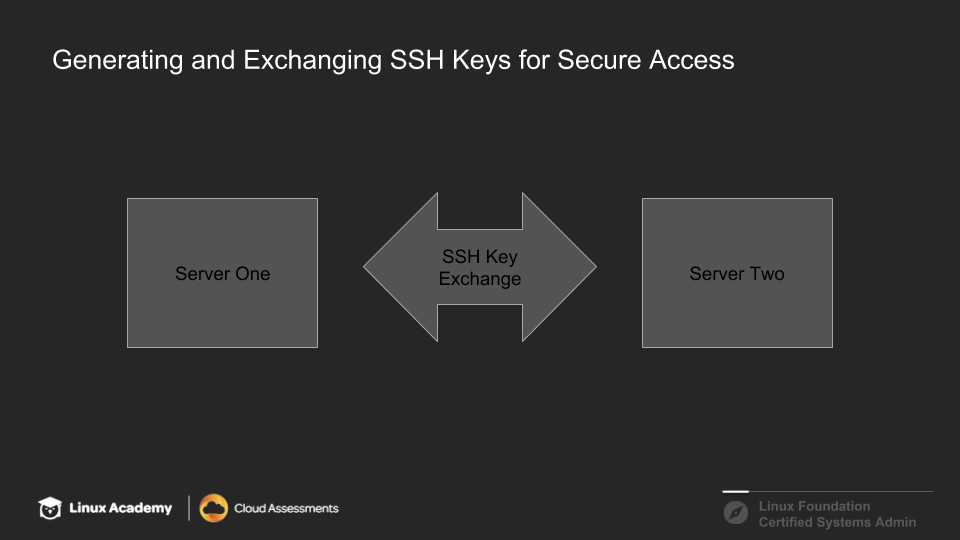 Generating and Exchanging SSH Keys for Secure Access
Server One
SSH Key
Exchange
Server Two
Linux Academy
Cloud Assessments
Linux Foundation
Certified Systems Admin